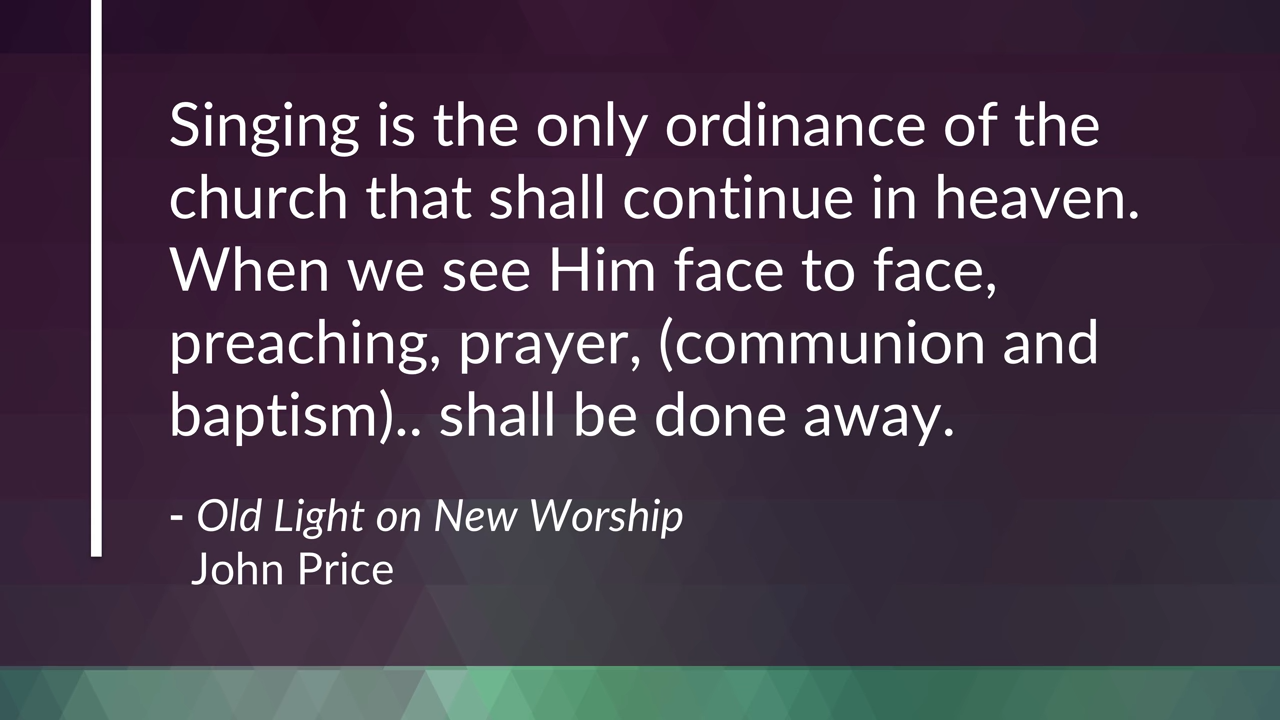 Singing is the only ordinance of the
church that shall continue in heaven.
When we see Him face to face,
preaching, prayer, (communion and
baptism).. shall be done away.
- Old Light on New Worship
John Price